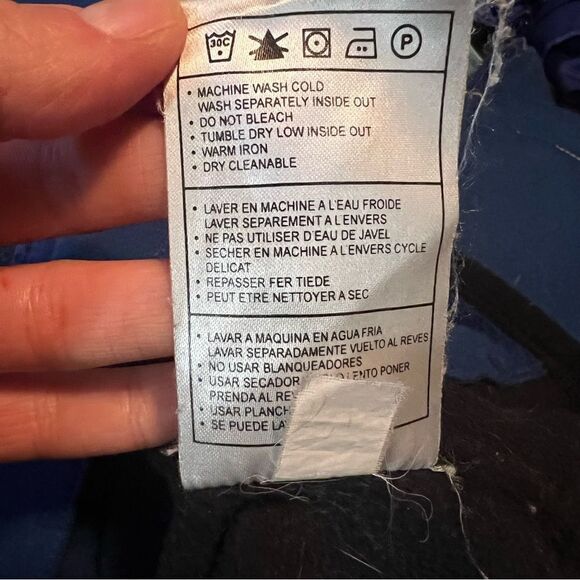 30C P
• MACHINE WASH COLD
WASH SEPARATELY INSIDE OUT
• DO NOT BLEACH
• TUMBLE DRY LOW INSIDE OUT
• WARM IRON
• DRY CLEANABLE
• LAVER EN MACHINE A L'EAU FROIDE
LAVER SEPAREMENT A L'ENVERS
• NE PAS UTILISER D'EAU DE JAVEL
• SECHER EN MACHINE A L'ENVERS CYCLE
DELICAT
• REPASSER FER TIEDE
• PEUT ETRE NETTOYER A SEC
• LAVAR A MAQUINA EN AGUA FRIA
LAVAR SEPARADAMENTE VUELTO AL REVES
• NO USAR BLANQUEADORES
• USAR SECADOR LENTO PONER
PRENDA AL
• USAR
• SE PUEDE